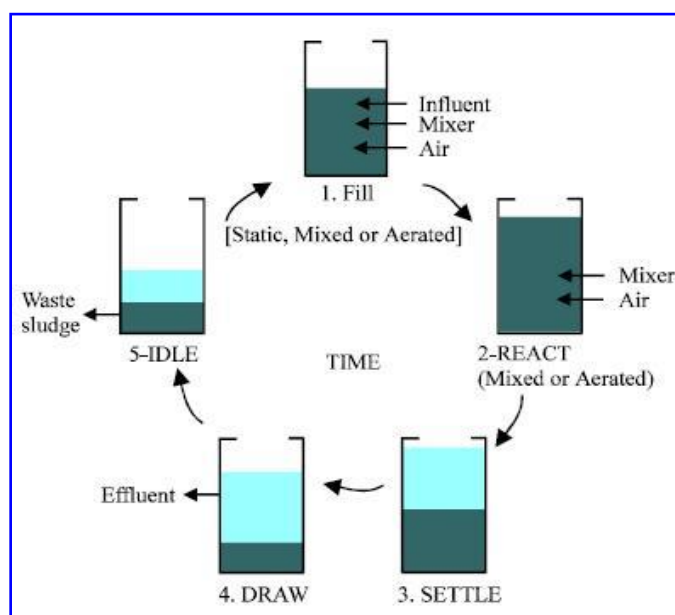 Influent
Mixer
Air
1. Fill
[Static, Mixed or Aerated]
Mixer
Air
2-REACT
(Mixed or Aerated)
Waste
sludge
5-IDLE
TIME
Effluent
4. DRAW
3. SETTLE